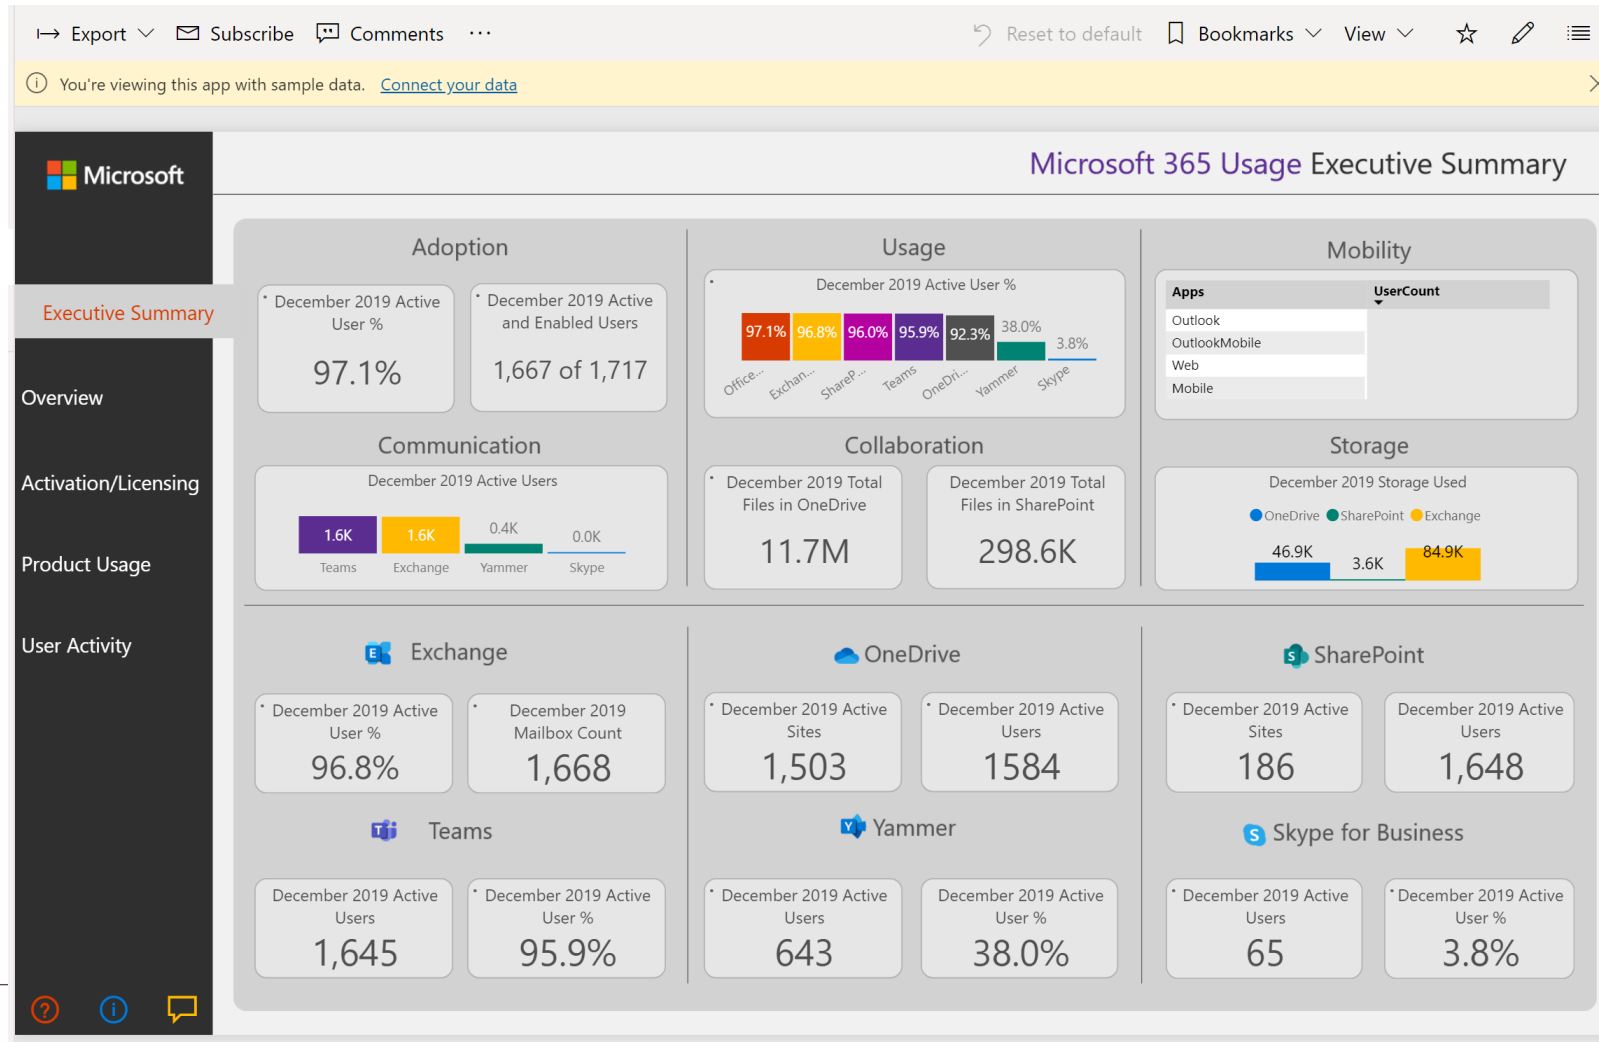 Export
Subscribe
Comments
Reset to default
Bookmarks
View
You're viewing this app with sample data. Connect your data
Microsoft
Microsoft 365 Usage Executive Summary
Executive Summary
Overview
Activation/Licensing
Product Usage
User Activity
Adoption
December 2019 Active
User %
97.1%
December 2019 Active
and Enabled Users
1,667 of 1,717
Usage
December 2019 Active User %
97.1% 96.8% 96.0% 95.9% 92.3% 38.0% 3.8%
Office... Exchan... ShareP... Teams OneDri... Yammer Skype
Mobility
Apps UserCount
Outlook
OutlookMobile
Web
Mobile
Communication
December 2019 Active Users
1.6K 1.6K 0.4K 0.0K
Teams Exchange Yammer Skype
Collaboration
December 2019 Total
Files in OneDrive
11.7M
December 2019 Total
Files in SharePoint
298.6K
Storage
December 2019 Storage Used
OneDrive SharePoint Exchange
46.9K 3.6K 84.9K
Exchange
December 2019 Active
User %
96.8%
December 2019
Mailbox Count
1,668
OneDrive
December 2019 Active
Sites
1,503
December 2019 Active
Users
1584
SharePoint
December 2019 Active
Sites
186
December 2019 Active
Users
1,648
Teams
December 2019 Active
Users
1,645
December 2019 Active
User %
95.9%
Yammer
December 2019 Active
Users
643
December 2019 Active
User %
38.0%
Skype for Business
December 2019 Active
Users
65
December 2019 Active
User %
3.8%